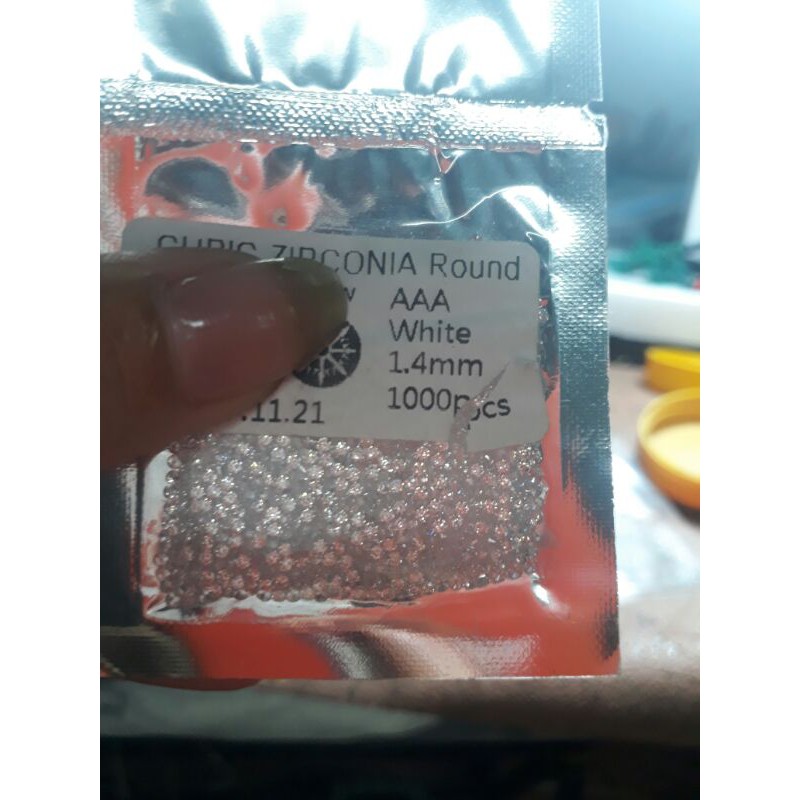 CUBIC ZIRCONIA Round
AAA
White
1.4mm
.11.21
1000pcs